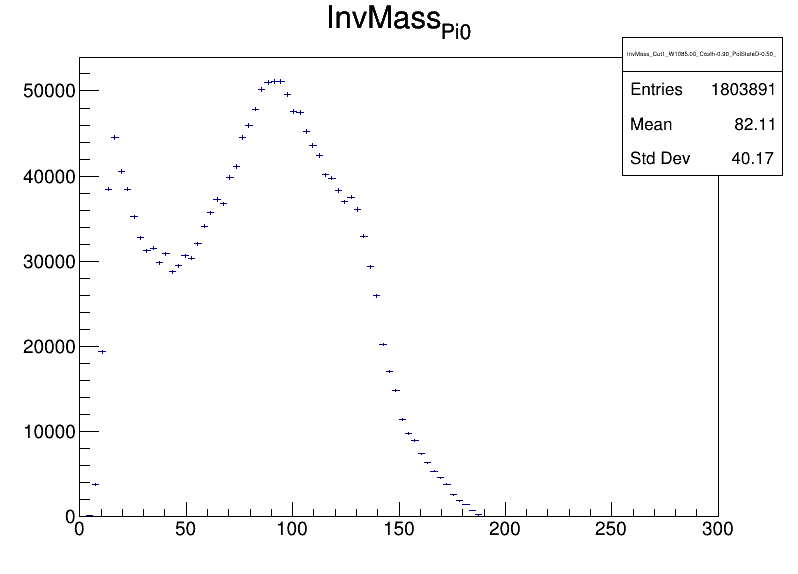 InvMass_Pi0
InvMass_Cut1_W1085.00_Costh-0.90_PolStateD-0.50_
Entries 1803891
Mean 82.11
Std Dev 40.17
50000
40000
30000
20000
10000
0
0 50 100 150 200 250 300